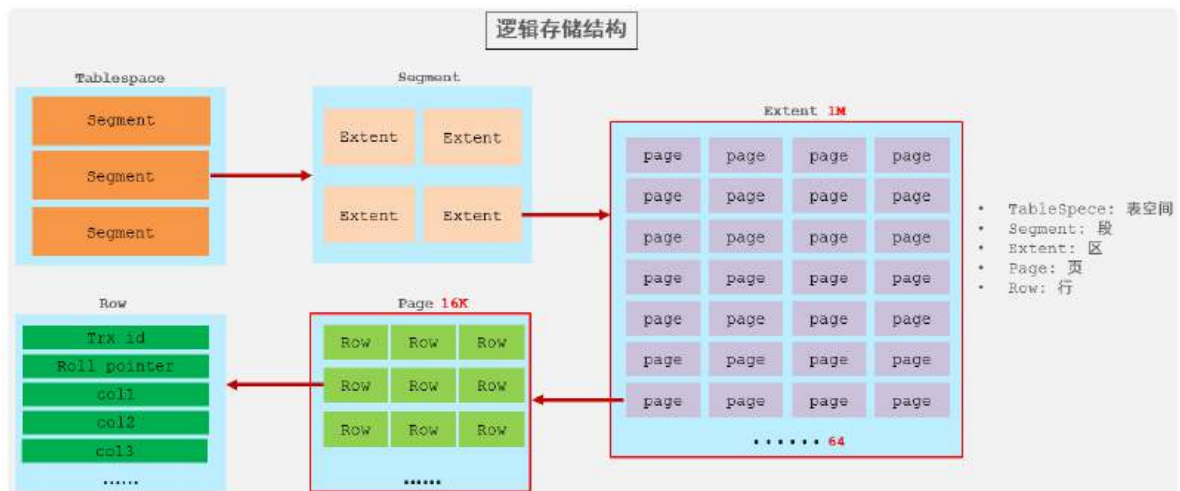 逻辑存储结构
Tablespace
Segment
Segment
Segment
Segment
Extent Extent
Extent Extent
Extent 1M
page page page page
page page page page
page page page page
page page page page
page page page page
page page page page
page page page page
······ 64
• TableSpece: 表空间
• Segment: 段
• Extent: 区
• Page: 页
• Row: 行
Row
Trx id
Roll pointer
col1
col2
col3
······
Page 16K
Row Row Row
Row Row Row
Row Row Row
······